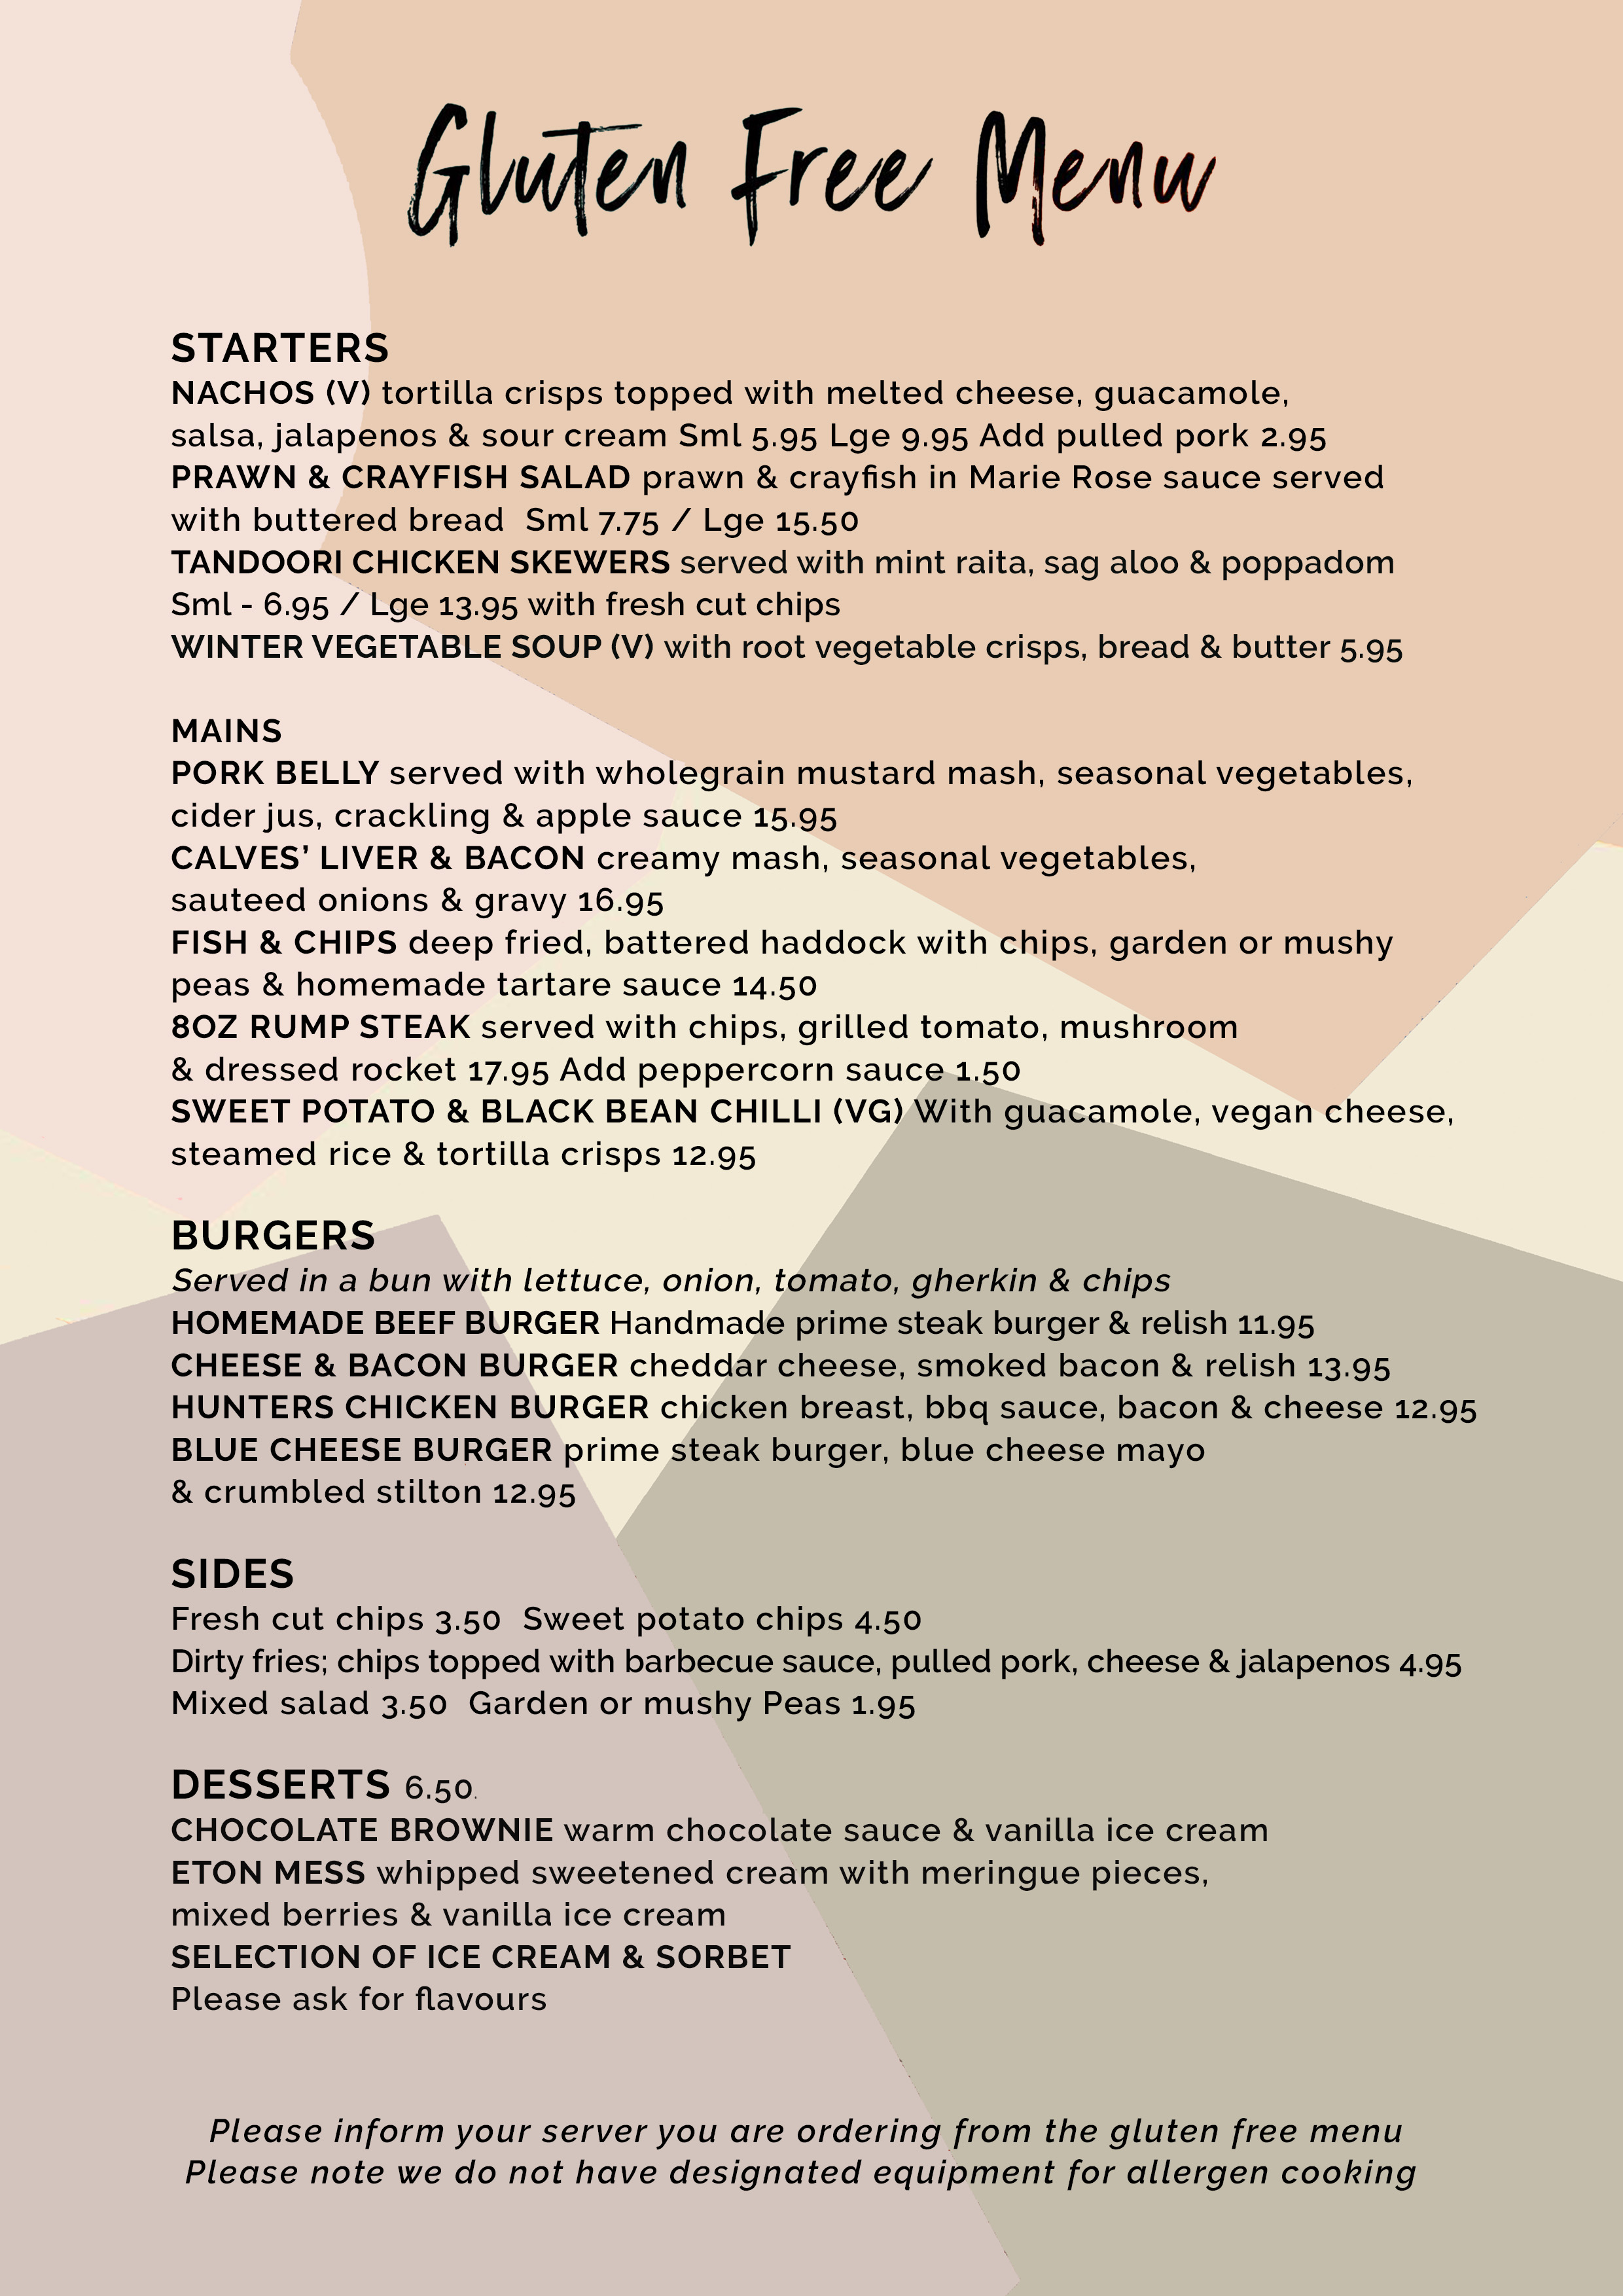 Gluten Free Menu
STARTERS
NACHOS (V) tortilla crisps topped with melted cheese, guacamole,
salsa, jalapenos & sour cream Sml 5.95 Lge 9.95 Add pulled pork 2.95
PRAWN & CRAYFISH SALAD prawn & crayfish in Marie Rose sauce served
with buttered bread  Sml 7.75 / Lge 15.50
TANDOORI CHICKEN SKEWERS served with mint raita, sag aloo & poppadom
Sml - 6.95 / Lge 13.95 with fresh cut chips
WINTER VEGETABLE SOUP (V) with root vegetable crisps, bread & butter 5.95
MAINS
PORK BELLY served with wholegrain mustard mash, seasonal vegetables,
cider jus, crackling & apple sauce 15.95
CALVES’ LIVER & BACON creamy mash, seasonal vegetables,
sauteed onions & gravy 16.95
FISH & CHIPS deep fried, battered haddock with chips, garden or mushy
peas & homemade tartare sauce 14.50
8OZ RUMP STEAK served with chips, grilled tomato, mushroom
& dressed rocket 17.95 Add peppercorn sauce 1.50
SWEET POTATO & BLACK BEAN CHILLI (VG) With guacamole, vegan cheese,
steamed rice & tortilla crisps 12.95
BURGERS
Served in a bun with lettuce, onion, tomato, gherkin & chips
HOMEMADE BEEF BURGER Handmade prime steak burger & relish 11.95
CHEESE & BACON BURGER cheddar cheese, smoked bacon & relish 13.95
HUNTERS CHICKEN BURGER chicken breast, bbq sauce, bacon & cheese 12.95
BLUE CHEESE BURGER prime steak burger, blue cheese mayo
& crumbled stilton 12.95
SIDES
Fresh cut chips 3.50  Sweet potato chips 4.50
Dirty fries; chips topped with barbecue sauce, pulled pork, cheese & jalapenos 4.95
Mixed salad 3.50  Garden or mushy Peas 1.95
DESSERTS 6.50.
CHOCOLATE BROWNIE warm chocolate sauce & vanilla ice cream
ETON MESS whipped sweetened cream with meringue pieces,
mixed berries & vanilla ice cream
SELECTION OF ICE CREAM & SORBET
Please ask for flavours
Please inform your server you are ordering from the gluten free menu
Please note we do not have designated equipment for allergen cooking